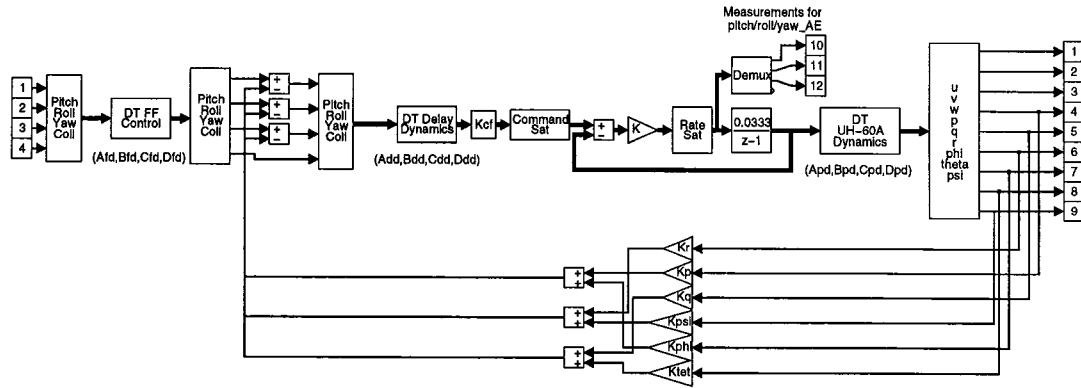 Measurements for
pitch/roll/yaw_AE
10
11
12
Demux
1
2
3
4
Pitch
Roll
Yaw
Coll
DT FF
Control
(Afd,Bfd,Cfd,Dfd)
Pitch
Roll
Yaw
Coll
+
−
+
−
+
−
Pitch
Roll
Yaw
Coll
DT Delay
Dynamics
(Add,Bdd,Cdd,Ddd)
Kcf
Command
Sat
+
−
K
Rate
Sat
0.0333
z−1
DT
UH−60A
Dynamics
(Apd,Bpd,Cpd,Dpd)
u
v
w
p
q
r
phi
theta
psi
1
2
3
4
5
6
7
8
9
Kr
+
+
Kp
Kq
+
+
Kpsi
Kphi
+
+
Ktet